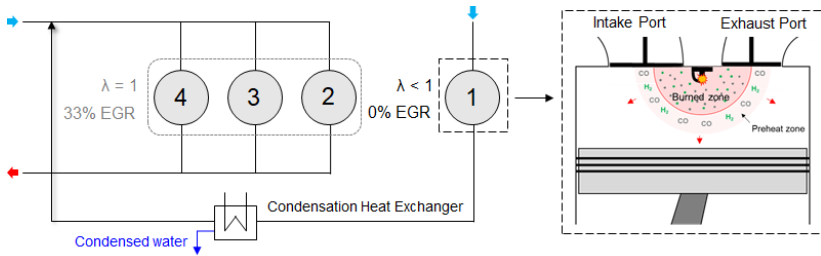 λ = 1
33% EGR
4
3
2
λ < 1
0% EGR
1
Condensation Heat Exchanger
Condensed water
Intake Port
Exhaust Port
CO
CO
H₂
H₂
Burned zone
CO
CO
H₂
H₂
CO
CO
Preheat zone